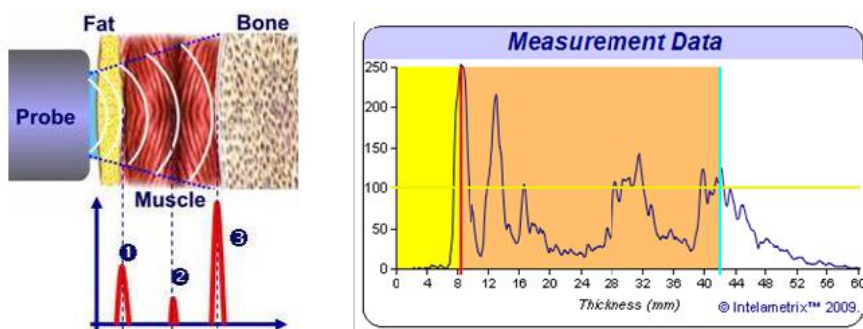 Fat
Bone
Probe
Muscle
1
2
3
Measurement Data
250
200
150
100
50
0
0 4 8 12 16 20 24 28 32 36 40 44 48 52 56 60
Thickness (mm)
© Intelametrix™ 2009.